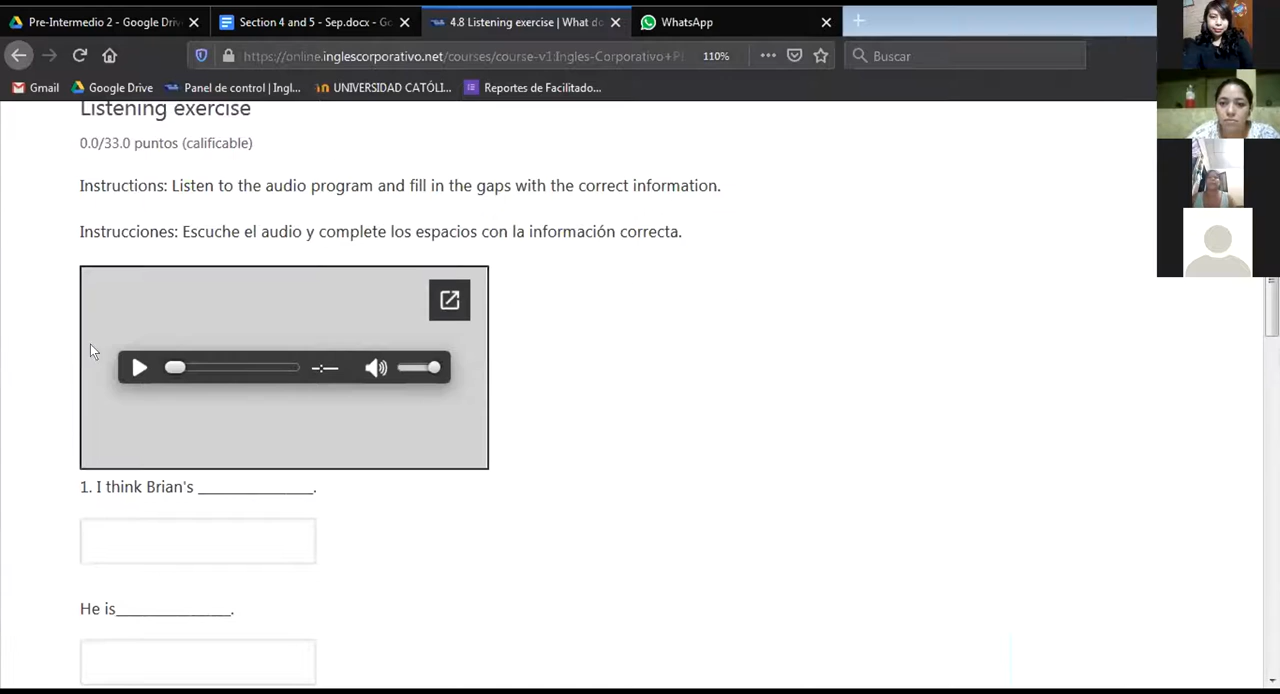 Pre-Intermedio 2 - Google Driv
Section 4 and 5 - Sep.docx - Go
4.8 Listening exercise | What do
WhatsApp
https://online.inglescorporativo.net/courses/course-v1:Ingles-Corporativo+P
110%
Buscar
Gmail
Google Drive
Panel de control | Ingl...
UNIVERSIDAD CATÓLI...
Reportes de Facilitado...
Listening exercise
0.0/33.0 puntos (calificable)
Instructions: Listen to the audio program and fill in the gaps with the correct information.
Instrucciones: Escuche el audio y complete los espacios con la información correcta.
-:--
1. I think Brian's ______________.
He is______________.